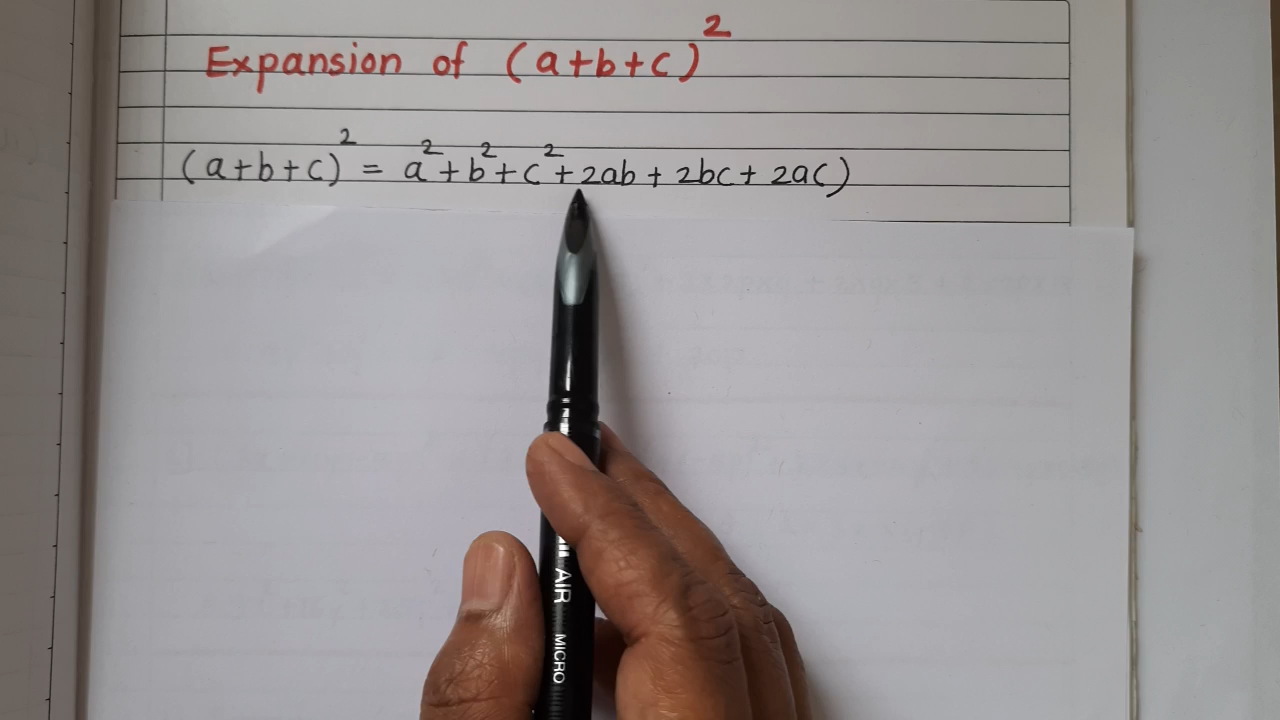 Expansion of (a+b+c)²
(a+b+c)² = a²+b²+c²+2ab+2bc+2ac)
AIR
MICRO